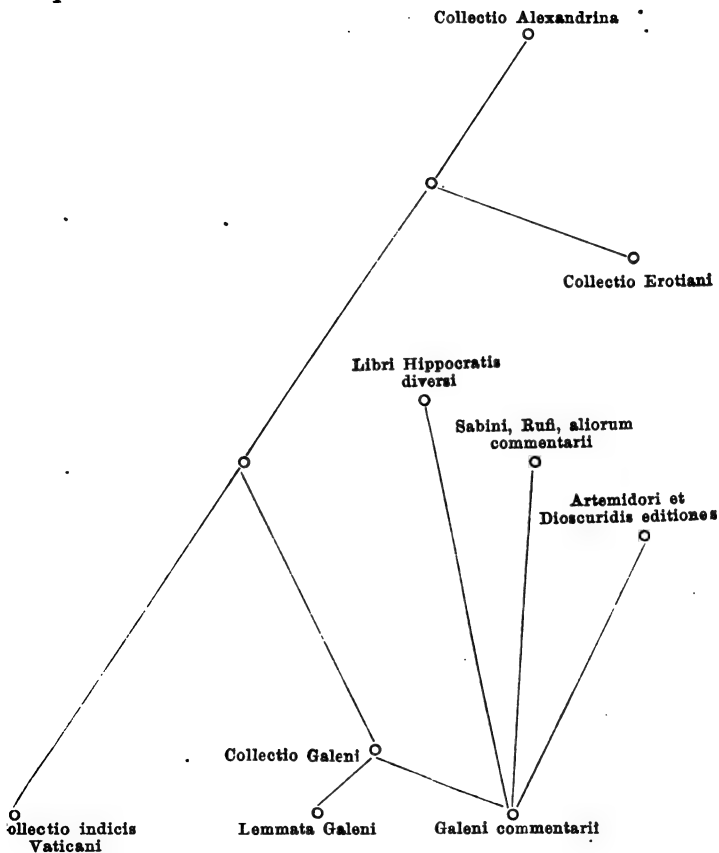 Collectio Alexandrina
Collectio Erotiani
Libri Hippocratis
diversi
Sabini, Rufi, aliorum
commentarii
Artemidori et
Dioscuridis editiones
Collectio Galeni
ollectio indicis
Vaticani
Lemmata Galeni
Galeni commentarii